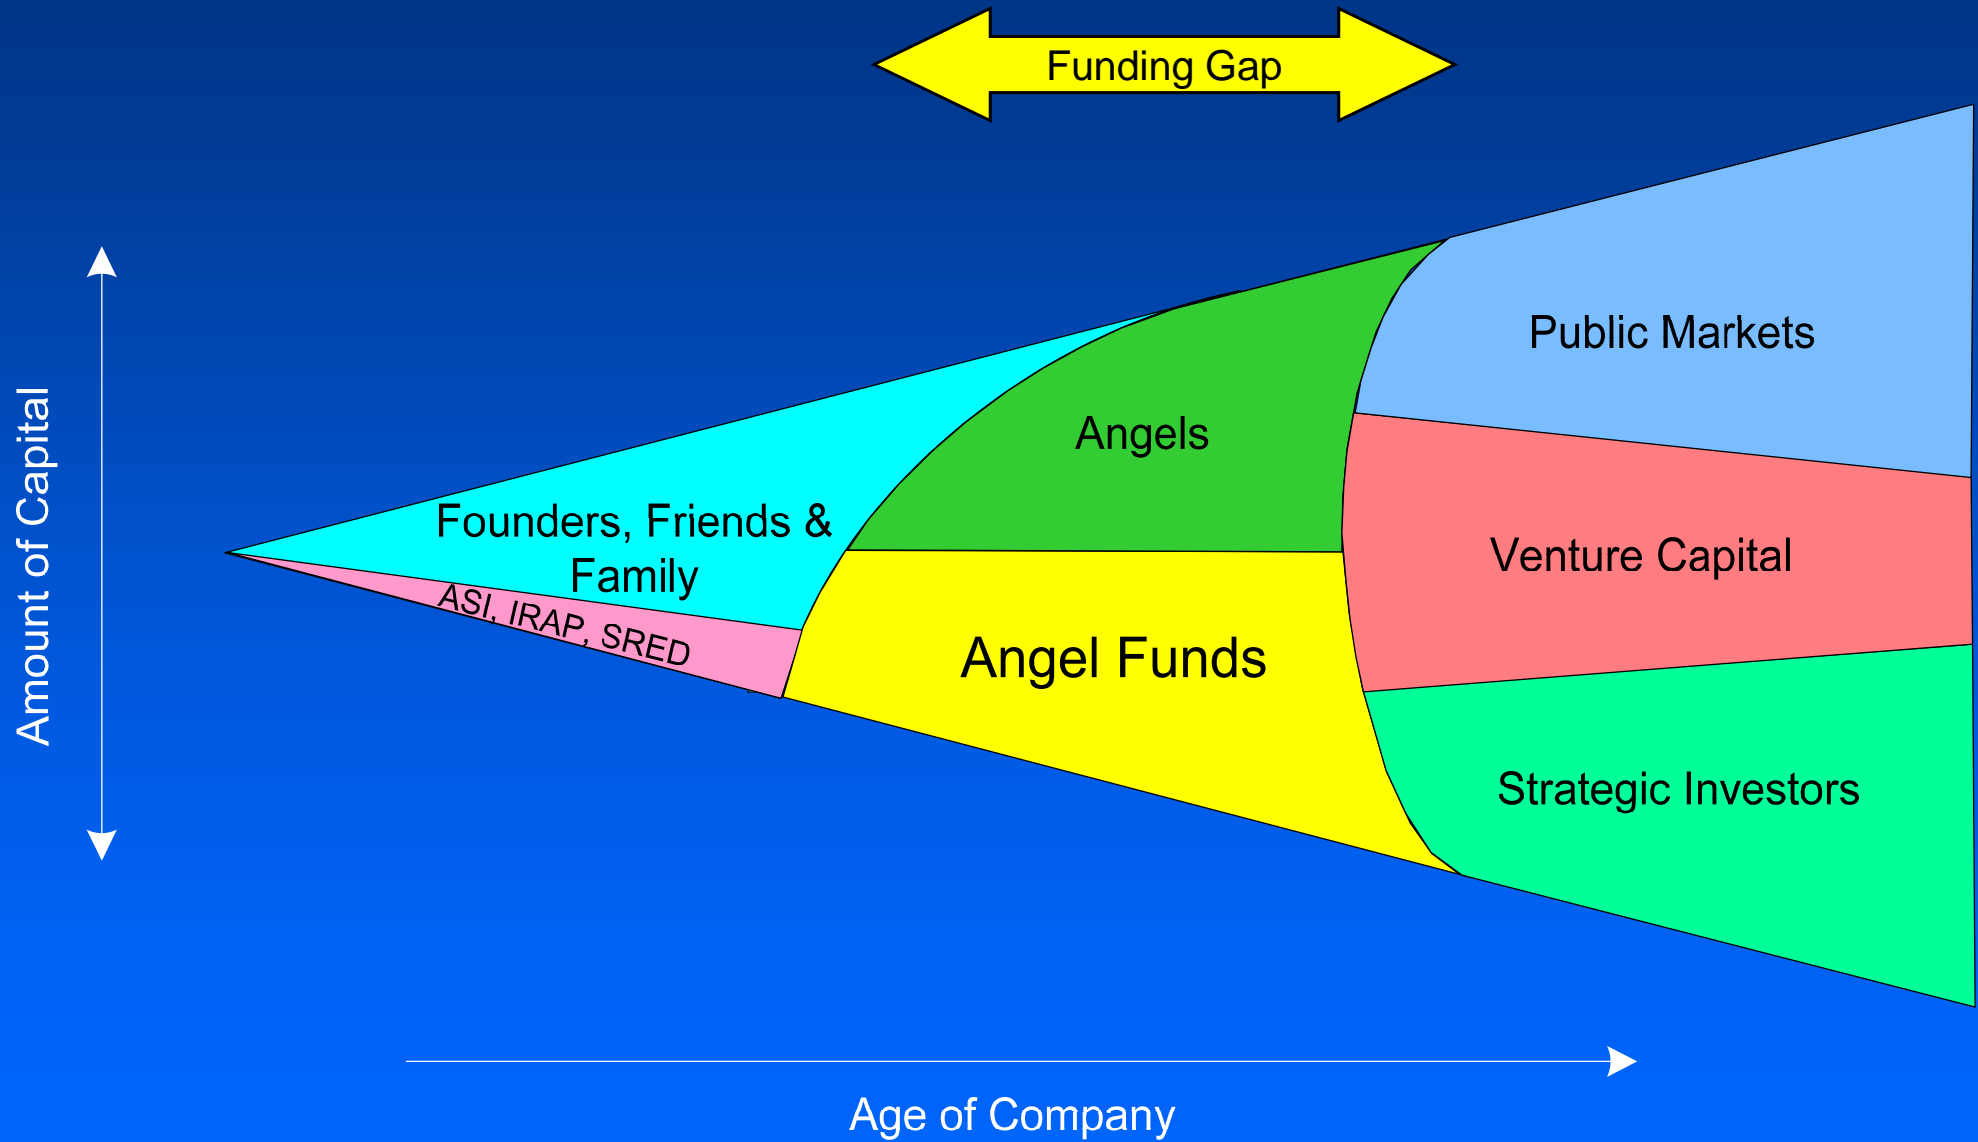 Funding Gap
Public Markets
Angels
Founders, Friends &
Family
Venture Capital
ASI, IRAP, SRED
Angel Funds
Strategic Investors
Amount of Capital
Age of Company